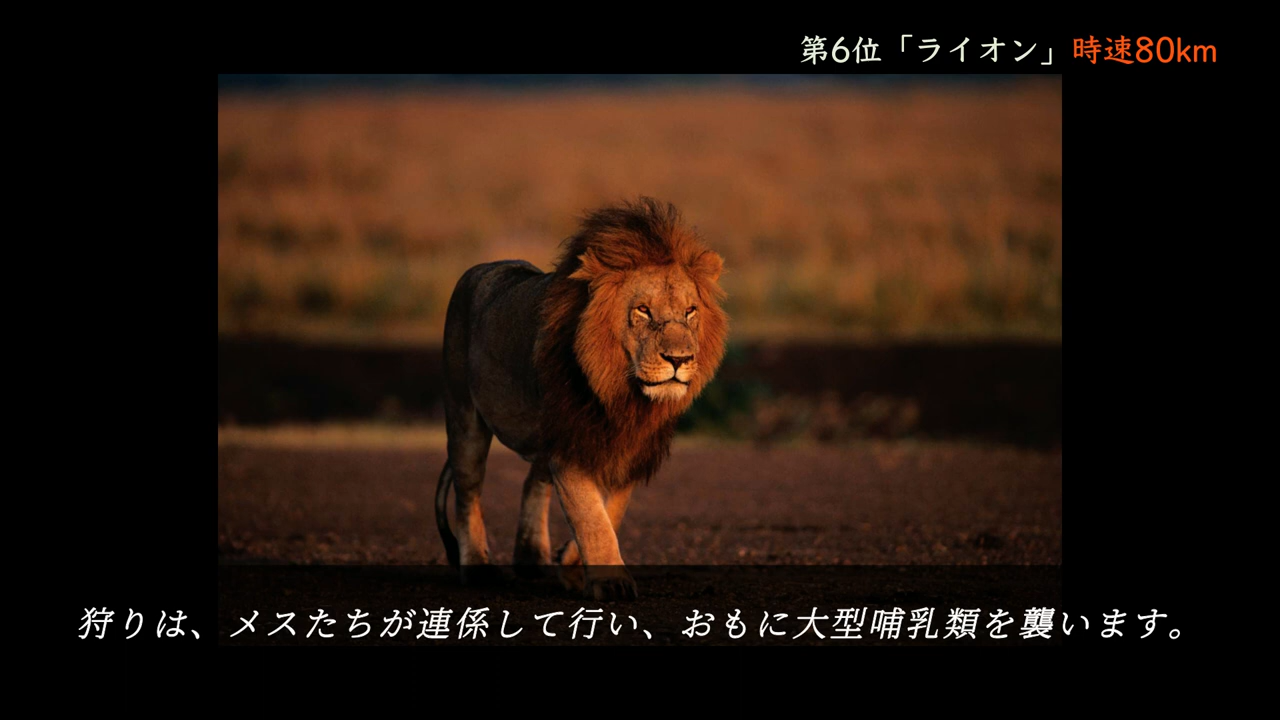 第6位「ライオン」時速80km
狩りは、メスたちが連係して行い、おもに大型哺乳類を襲います。